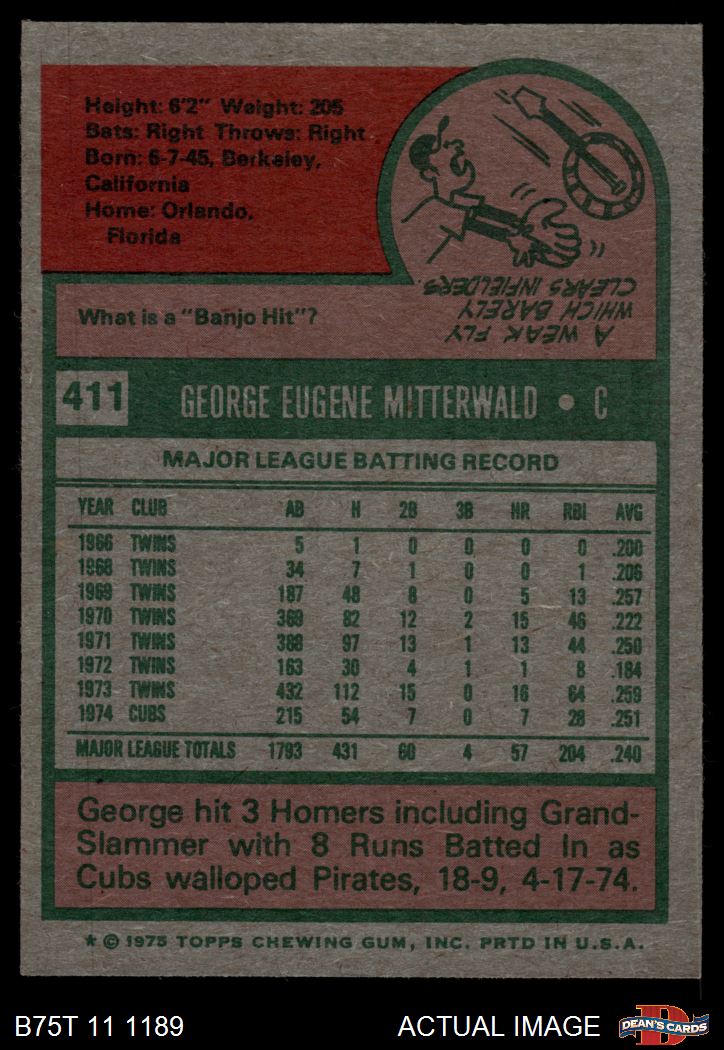 Height: 6'2" Weight: 205
Bats: Right Throws: Right
Born: 6-7-45, Berkeley,
California
Home: Orlando,
Florida
What is a "Banjo Hit"?
A WEAK FLY
WHICH BARELY
CLEARS INFIELDERS.
411 GEORGE EUGENE MITTERWALD • C
MAJOR LEAGUE BATTING RECORD
YEAR CLUB AB H 2B 3B HR RBI AVG
1966 TWINS 5 1 0 0 0 0 .200
1968 TWINS 34 7 1 0 0 1 .206
1969 TWINS 187 48 8 0 5 13 .257
1970 TWINS 369 82 12 2 15 46 .222
1971 TWINS 388 97 13 1 13 44 .250
1972 TWINS 163 30 4 1 1 8 .184
1973 TWINS 432 112 15 0 16 64 .259
1974 CUBS 215 54 7 0 7 28 .251
MAJOR LEAGUE TOTALS 1793 431 60 4 57 204 .240
George hit 3 Homers including Grand-
Slammer with 8 Runs Batted In as
Cubs walloped Pirates, 18-9, 4-17-74.
★ © 1975 TOPPS CHEWING GUM, INC. PRTD IN U.S.A.
B75T 11 1189 ACTUAL IMAGE D DEAN'S CARDS